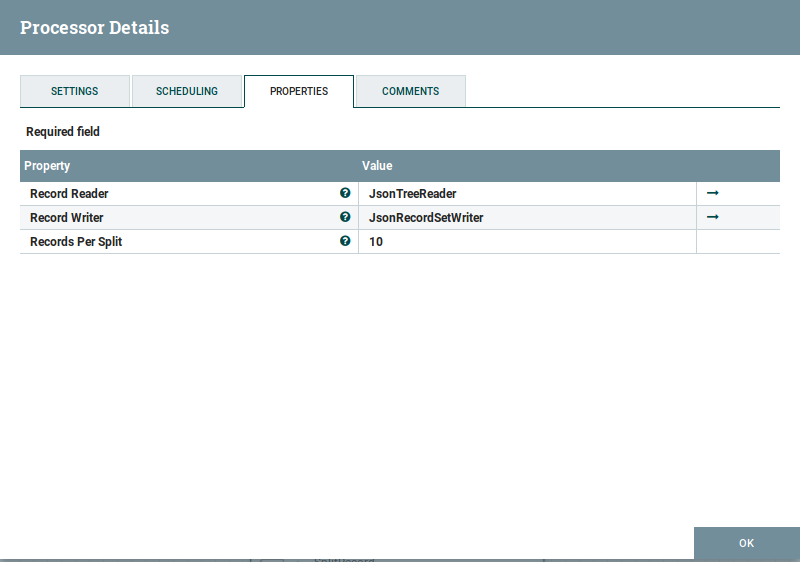 Processor Details
SETTINGS SCHEDULING PROPERTIES COMMENTS
Required field
Property Value
Record Reader JsonTreeReader
Record Writer JsonRecordSetWriter
Records Per Split 10
OK